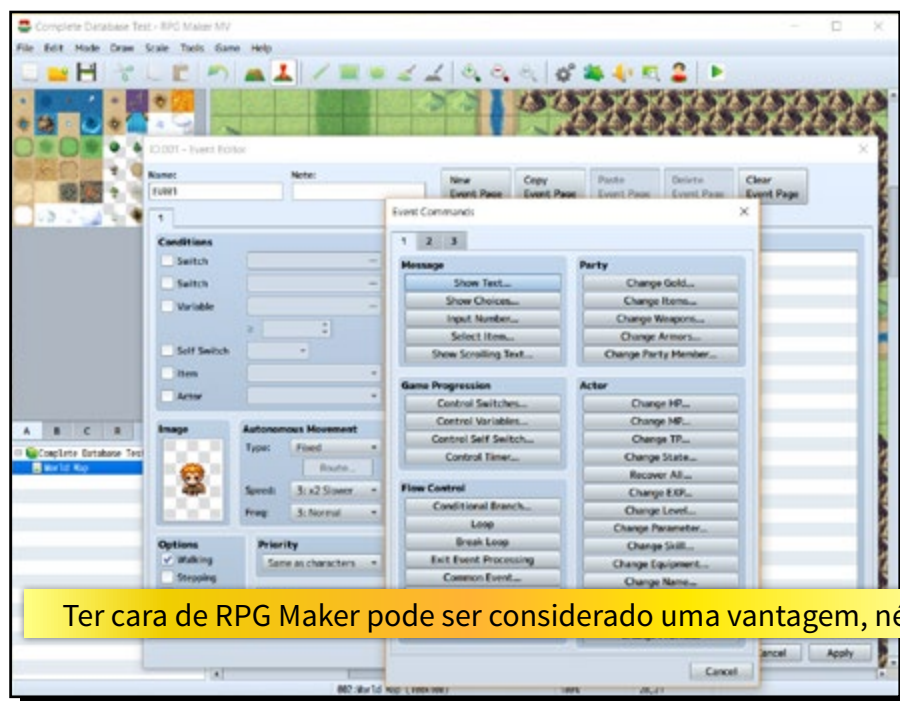 Complete Database Test - RPG Maker MV
File Edit Mode Draw Scale Tools Game Help
ID:001 - Event Editor
Name: Note:
EV001
New Event Page
Copy Event Page
Paste Event Page
Delete Event Page
Clear Event Page
1
Conditions
Switch
Switch
Variable
≥
Self Switch
Item
Actor
Image
Autonomous Movement
Type: Fixed
Route...
Speed: 3: x2 Slower
Freq: 3: Normal
Options
Walking
Stepping
Priority
Same as characters
Event Commands
1 2 3
Message
Show Text...
Show Choices...
Input Number...
Select Item...
Show Scrolling Text...
Game Progression
Control Switches...
Control Variables...
Control Self Switch...
Control Timer...
Flow Control
Conditional Branch...
Loop
Break Loop
Exit Event Processing
Common Event...
Party
Change Gold...
Change Items...
Change Weapons...
Change Armors...
Change Party Member...
Actor
Change HP...
Change MP...
Change TP...
Change State...
Recover All...
Change EXP...
Change Level...
Change Parameter...
Change Skill...
Change Equipment...
Change Name...
A B C R
Complete Database Tes
World Map
Ter cara de RPG Maker pode ser considerado uma vantagem, né
Cancel Apply
Cancel
002:World Map